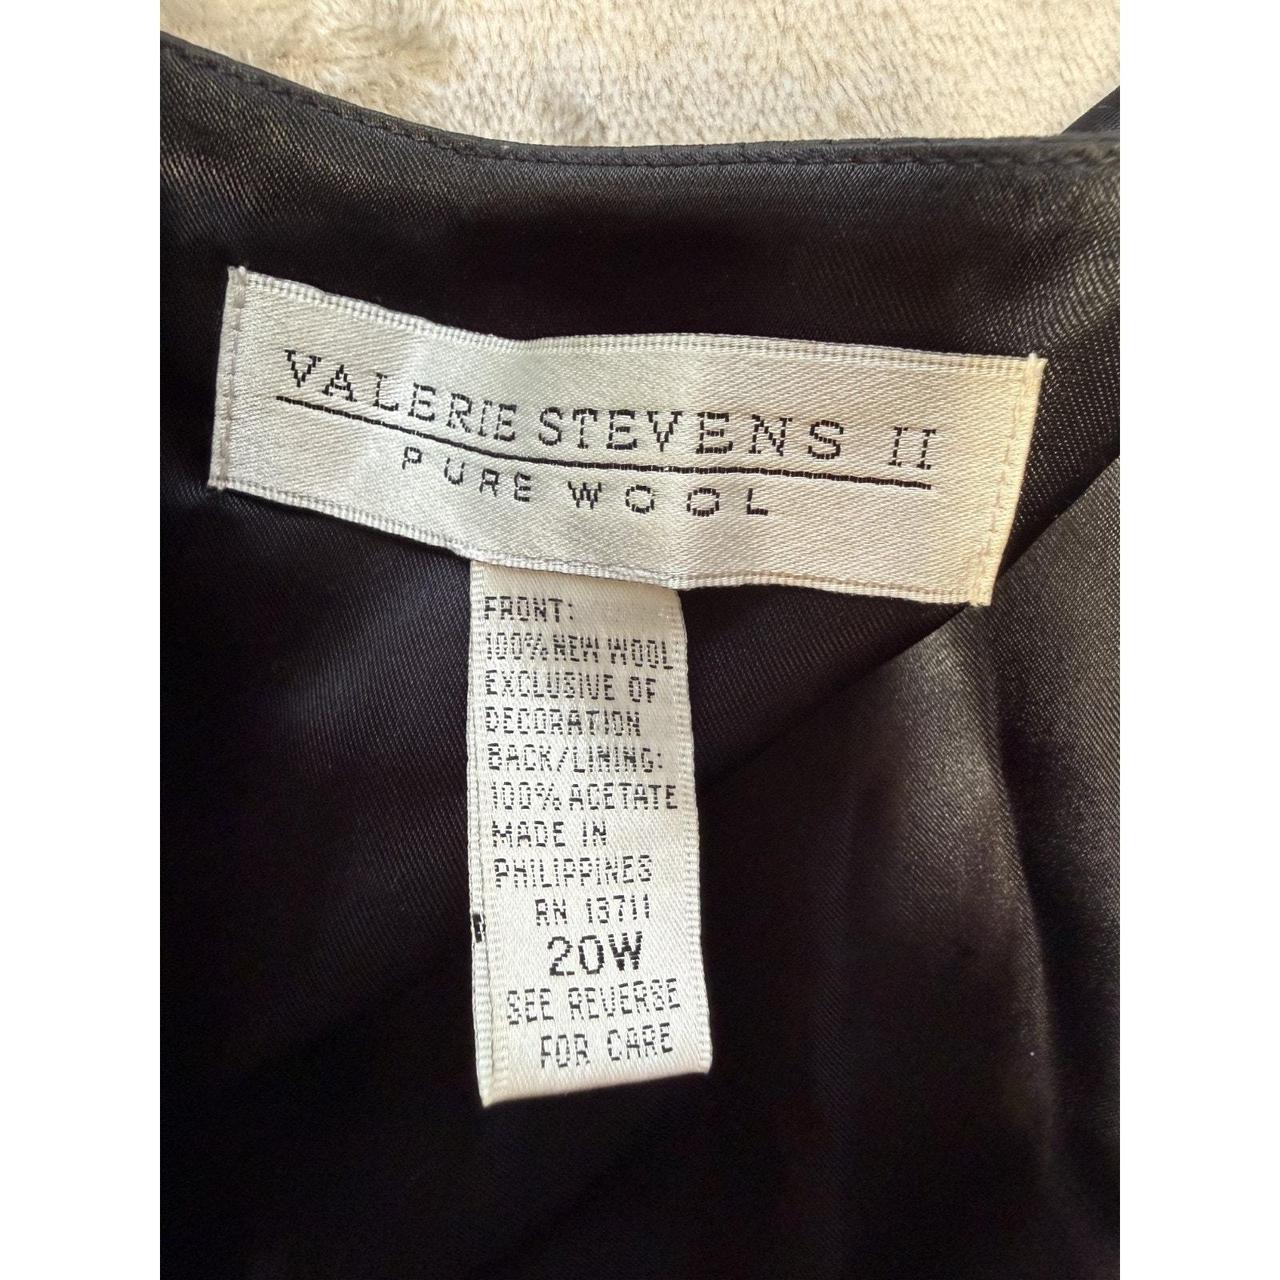 VALERIE STEVENS II
PURE WOOL
FRONT:
100% NEW WOOL
EXCLUSIVE OF
DECORATION
BACK/LINING:
100% ACETATE
MADE IN
PHILIPPINES
RN 13711
20W
SEE REVERSE
FOR CARE